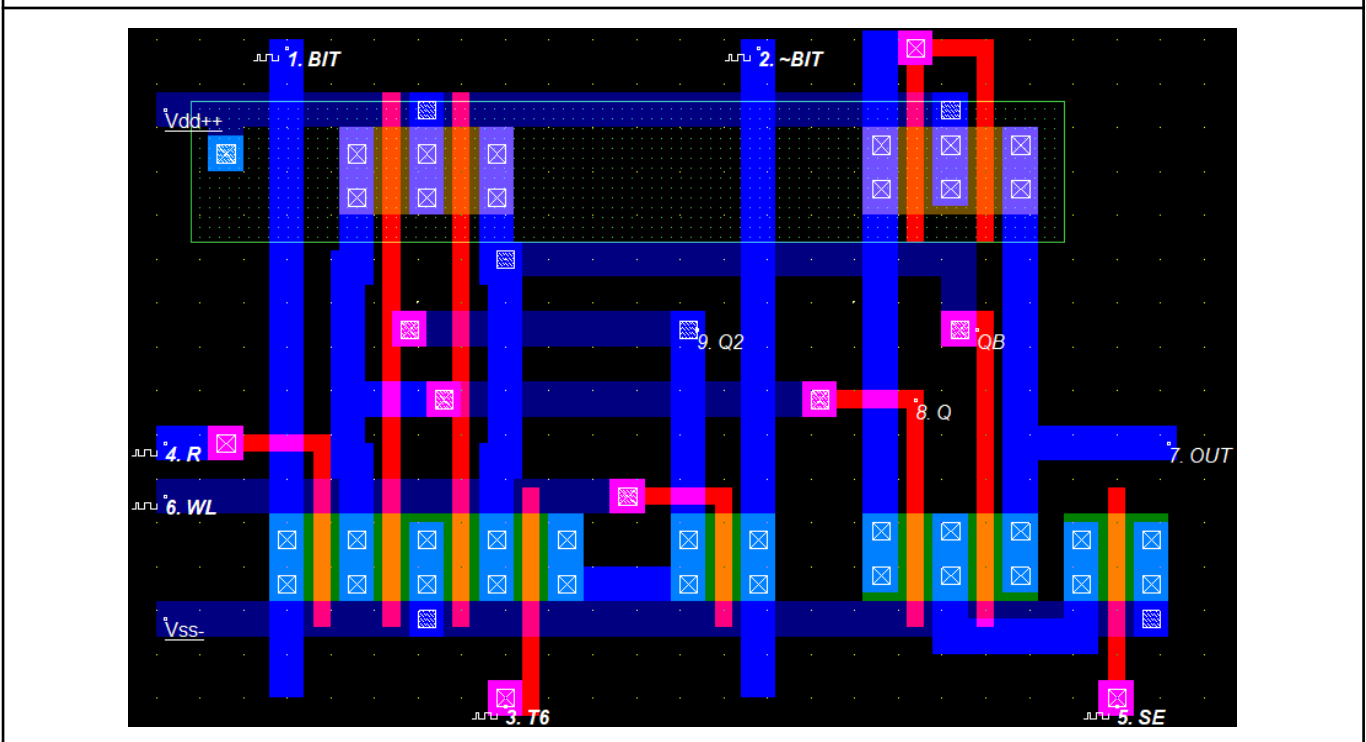 1. BIT
2. ~BIT
Vdd++
9. Q2
QB
8. Q
4. R
7. OUT
6. WL
Vss-
3. T6
5. SE